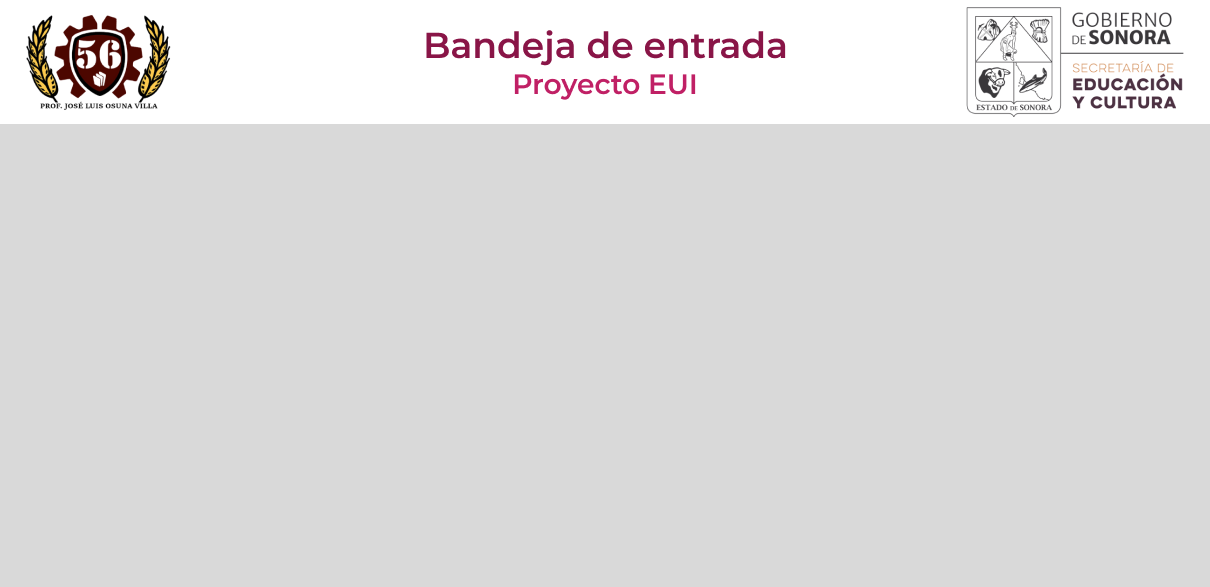 56
PROF. JOSÉ LUIS OSUNA VILLA
Bandeja de entrada
Proyecto EUI
ESTADO DE SONORA
GOBIERNO
DE SONORA
SECRETARÍA DE
EDUCACIÓN
Y CULTURA